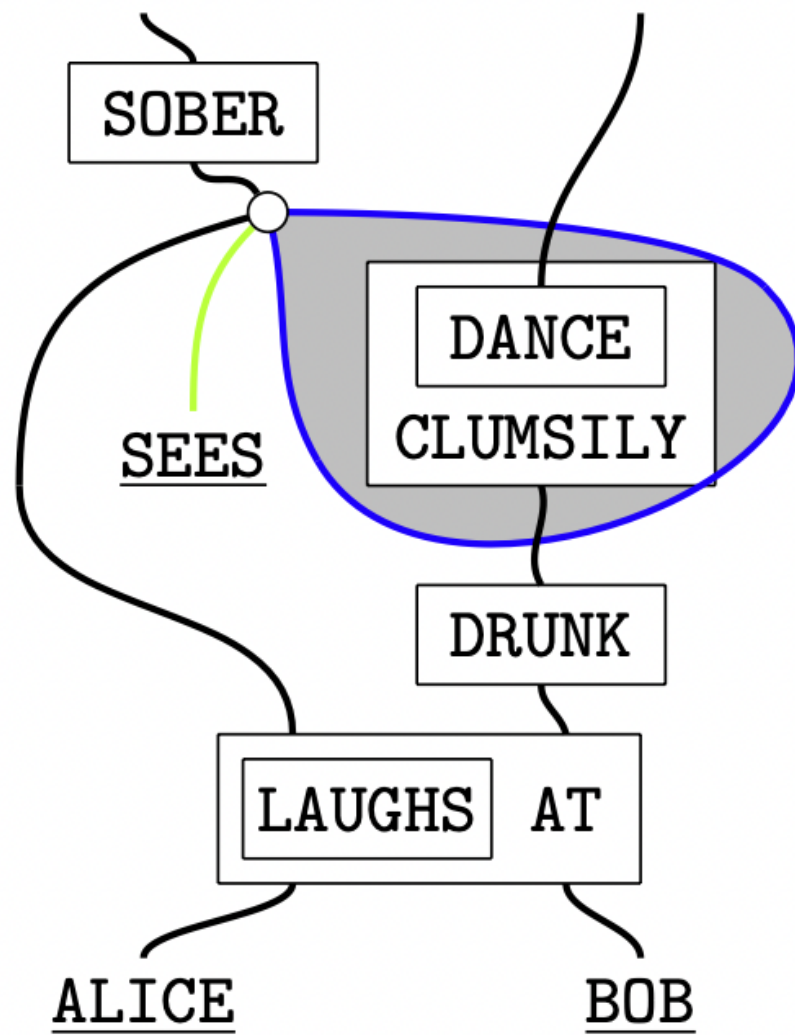 SOBER
DANCE
CLUMSILY
SEES
DRUNK
LAUGHS AT
ALICE BOB